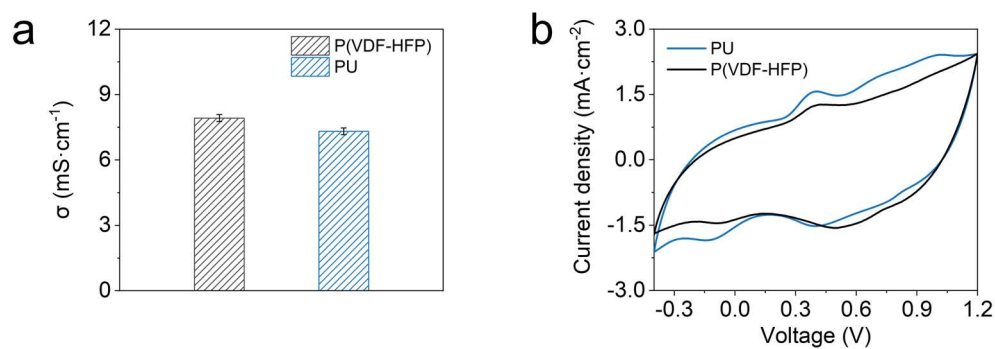 a
12
9
6
3
0
σ (mS·cm⁻¹)
P(VDF-HFP)
PU
b
3.0
1.5
0.0
-1.5
-3.0
Current density (mA·cm⁻²)
PU
P(VDF-HFP)
-0.3 0.0 0.3 0.6 0.9 1.2
Voltage (V)